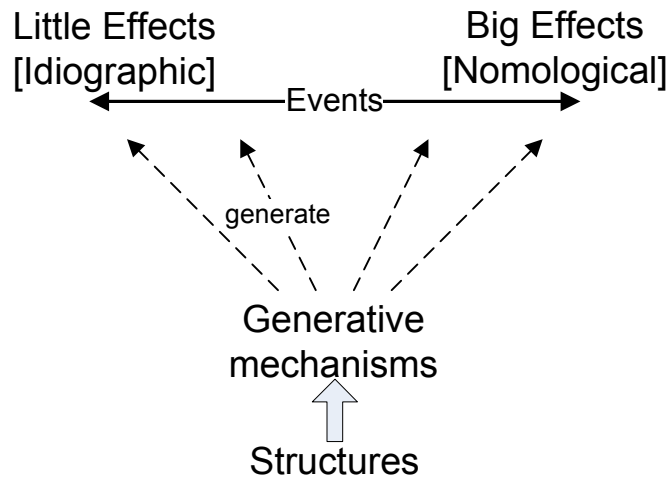 Little Effects
[Idiographic]
Big Effects
[Nomological]
Events
generate
Generative
mechanisms
Structures